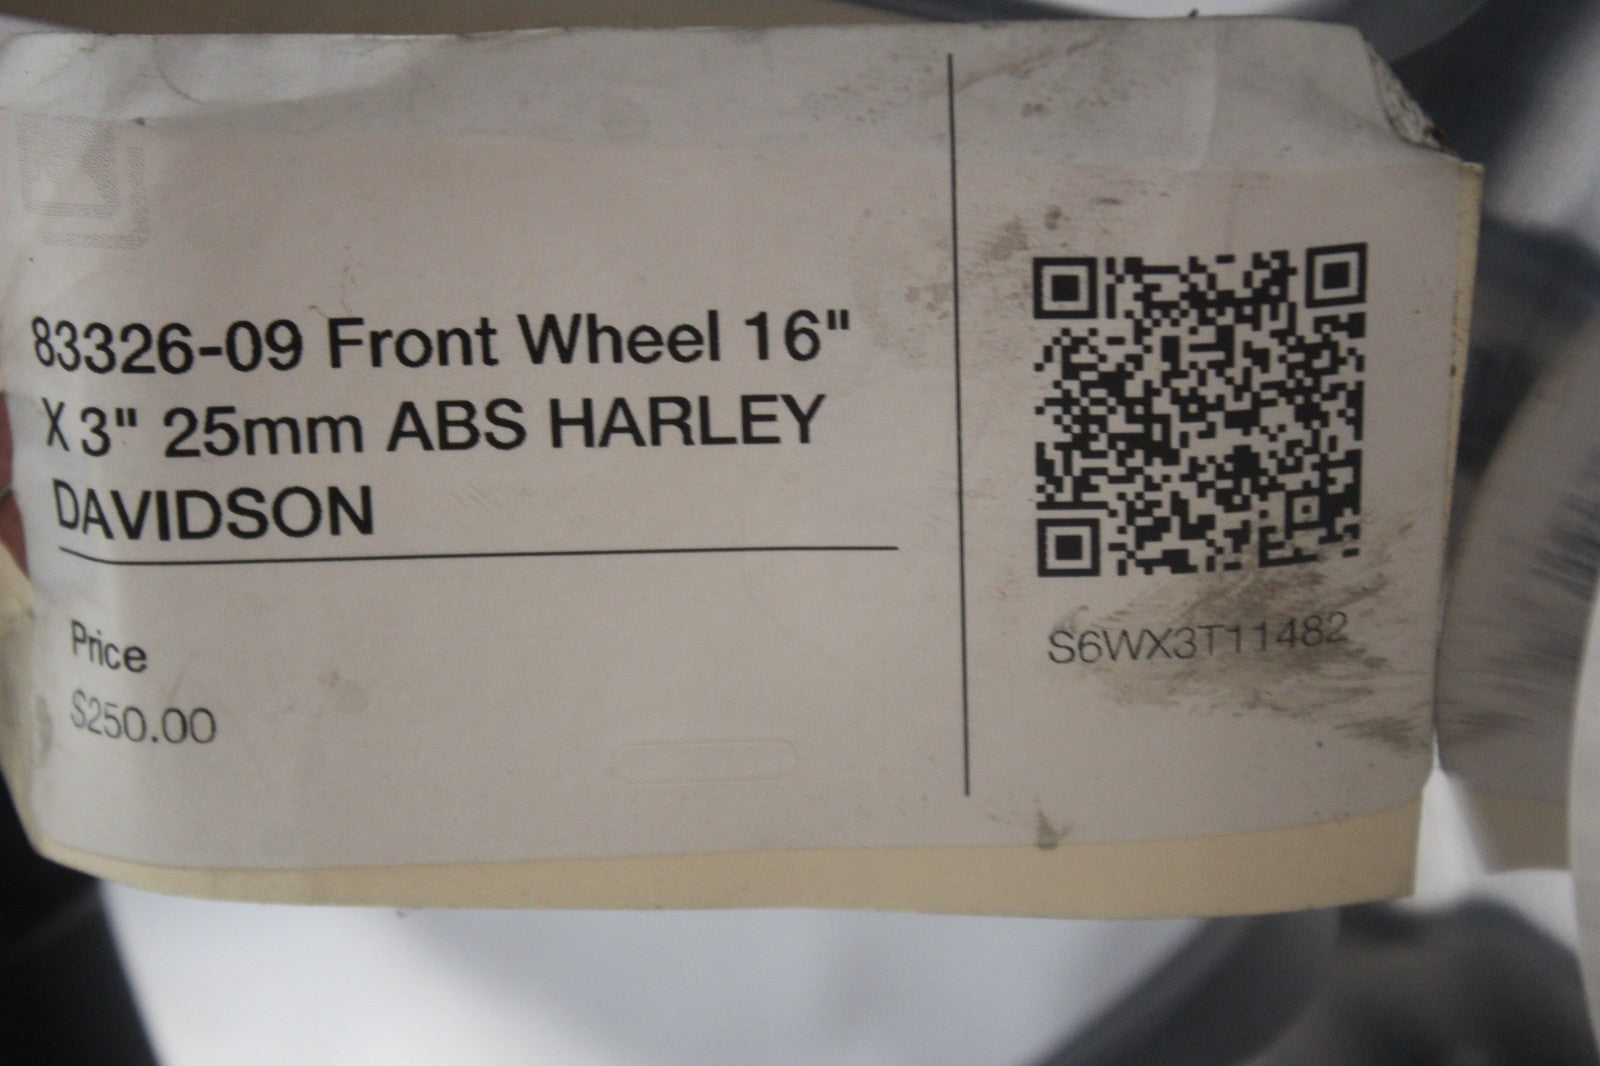 83326-09 Front Wheel 16"
X 3" 25mm ABS HARLEY
DAVIDSON
Price
$250.00
S6WX3T11482